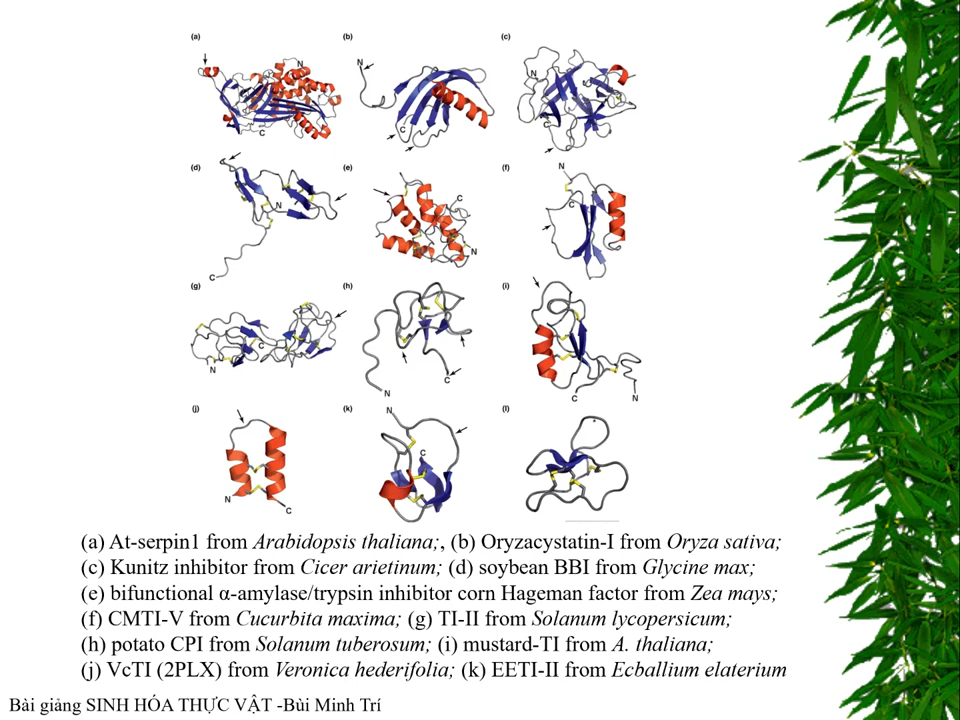 (a) (b) (c)
N N N
C C
(d) (e) (f)
N C N
N C
C N
(g) (h) (i)
C
N C
N C N
(j) (k) (l)
N
C
N C
(a) At-serpin1 from Arabidopsis thaliana;, (b) Oryzacystatin-I from Oryza sativa;
(c) Kunitz inhibitor from Cicer arietinum; (d) soybean BBI from Glycine max;
(e) bifunctional α-amylase/trypsin inhibitor corn Hageman factor from Zea mays;
(f) CMTI-V from Cucurbita maxima; (g) TI-II from Solanum lycopersicum;
(h) potato CPI from Solanum tuberosum; (i) mustard-TI from A. thaliana;
(j) VcTI (2PLX) from Veronica hederifolia; (k) EETI-II from Ecballium elaterium
Bài giảng SINH HÓA THỰC VẬT -Bùi Minh Trí